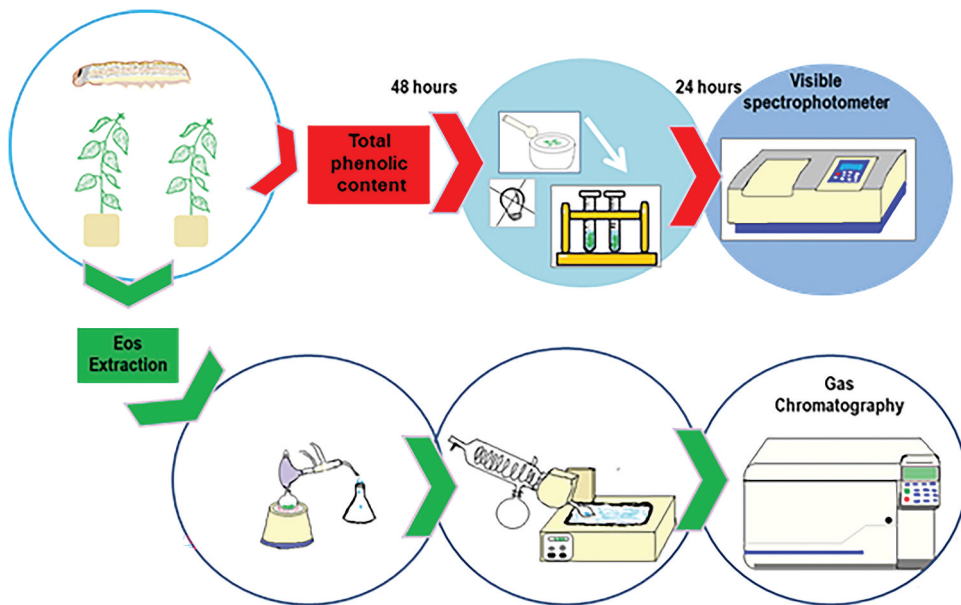 48 hours
24 hours
Visible
spectrophotometer
Total
phenolic
content
Eos
Extraction
Gas
Chromatography